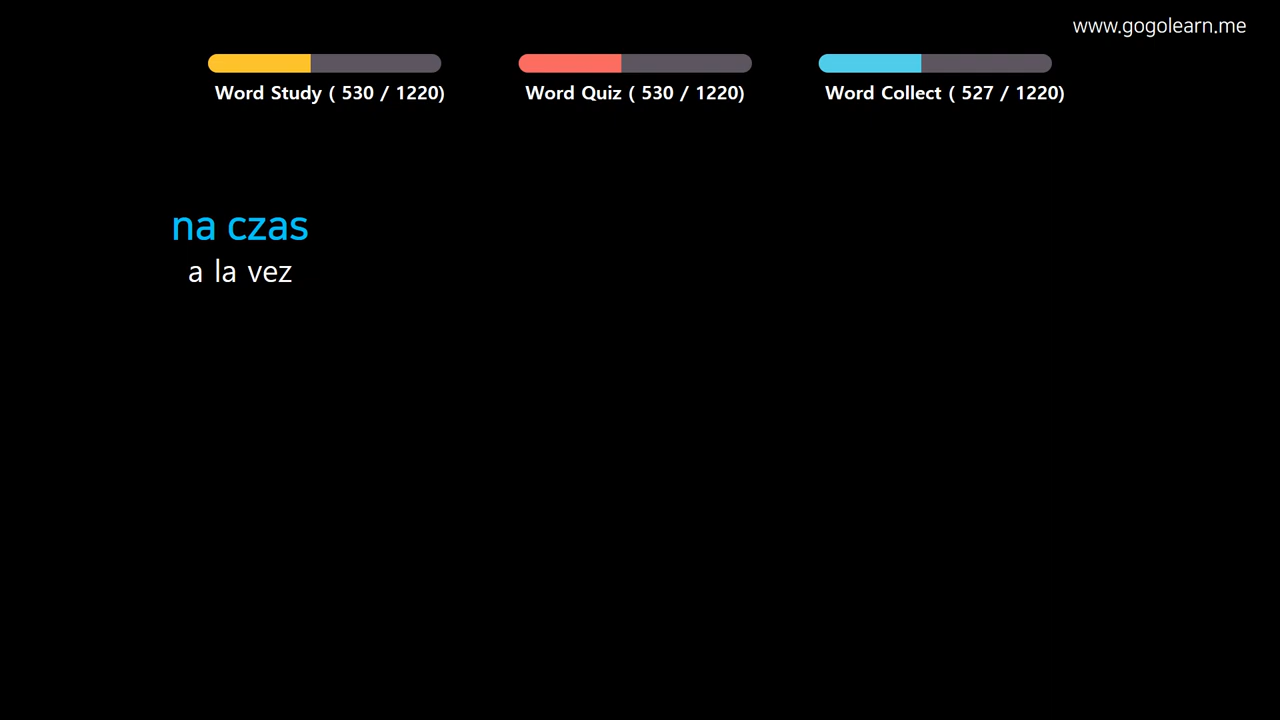 www.gogolearn.me
Word Study ( 530 / 1220)
Word Quiz ( 530 / 1220)
Word Collect ( 527 / 1220)
na czas
a la vez